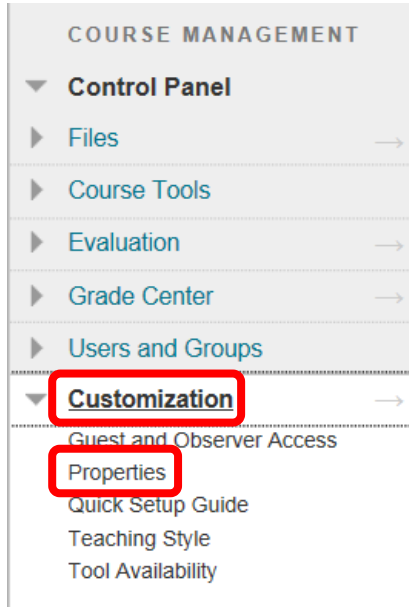 COURSE MANAGEMENT
Control Panel
Files
Course Tools
Evaluation
Grade Center
Users and Groups
Customization
Guest and Observer Access
Properties
Quick Setup Guide
Teaching Style
Tool Availability